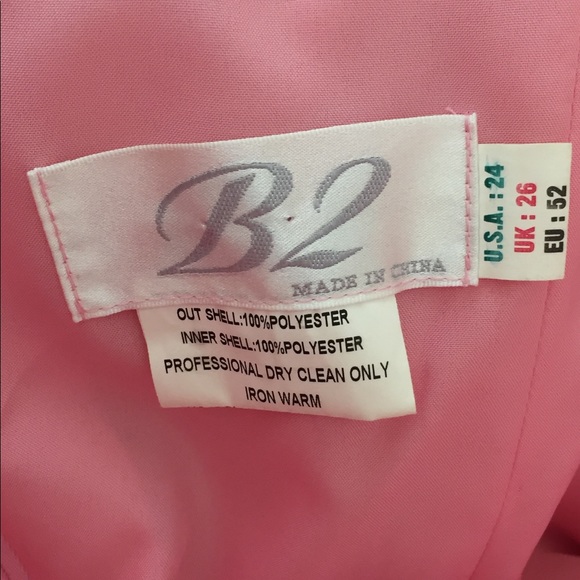 B2
MADE IN CHINA
OUT SHELL:100%POLYESTER
INNER SHELL:100%POLYESTER
PROFESSIONAL DRY CLEAN ONLY
IRON WARM
U.S.A. : 24
UK : 26
EU : 52